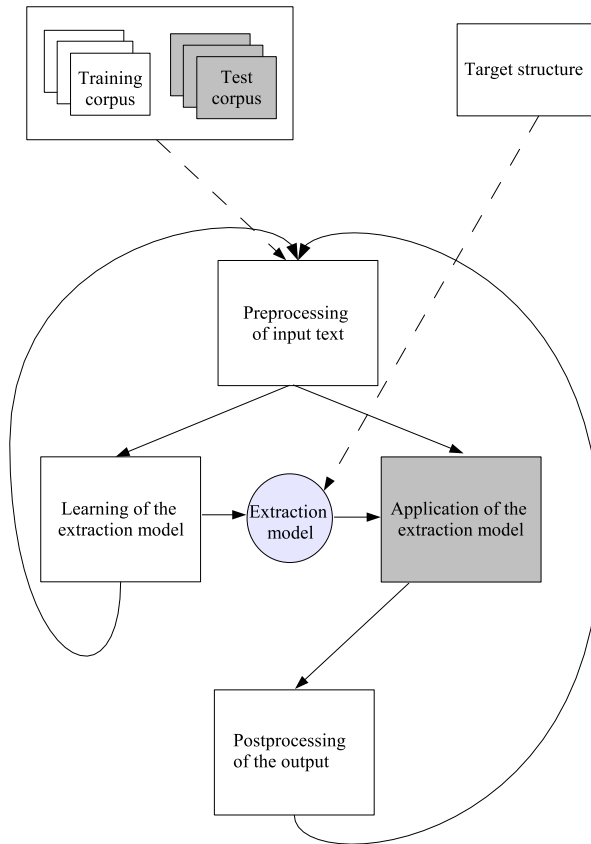 Training
corpus
Test
corpus
Target structure
Preprocessing
of input text
Learning of the
extraction model
Extraction
model
Application of the
extraction model
Postprocessing
of the output